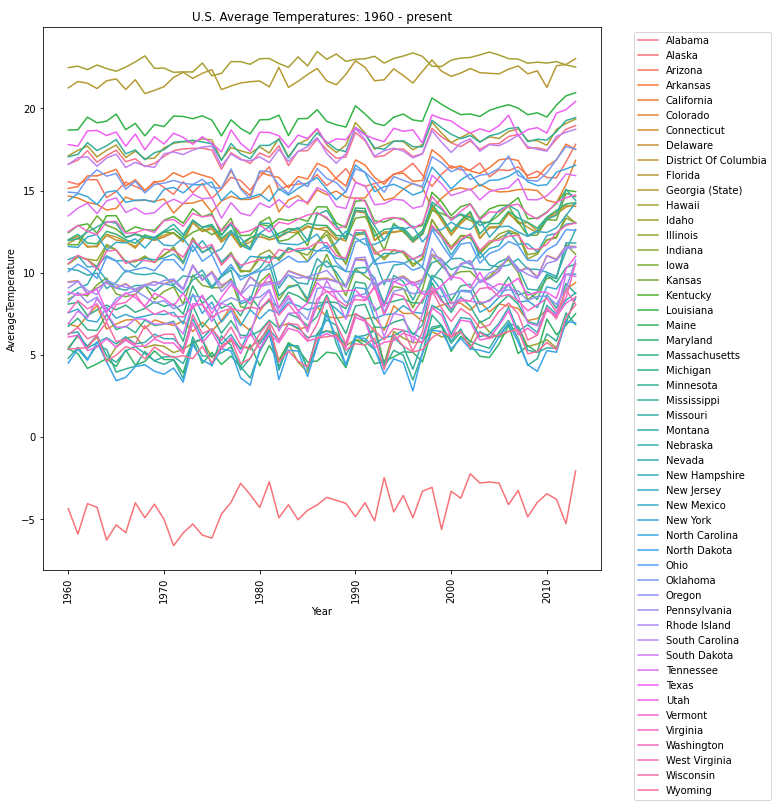 U.S. Average Temperatures: 1960 - present
AverageTemperature
20
15
10
5
0
−5
1960
1970
1980
1990
2000
2010
Year
Alabama
Alaska
Arizona
Arkansas
California
Colorado
Connecticut
Delaware
District Of Columbia
Florida
Georgia (State)
Hawaii
Idaho
Illinois
Indiana
Iowa
Kansas
Kentucky
Louisiana
Maine
Maryland
Massachusetts
Michigan
Minnesota
Mississippi
Missouri
Montana
Nebraska
Nevada
New Hampshire
New Jersey
New Mexico
New York
North Carolina
North Dakota
Ohio
Oklahoma
Oregon
Pennsylvania
Rhode Island
South Carolina
South Dakota
Tennessee
Texas
Utah
Vermont
Virginia
Washington
West Virginia
Wisconsin
Wyoming